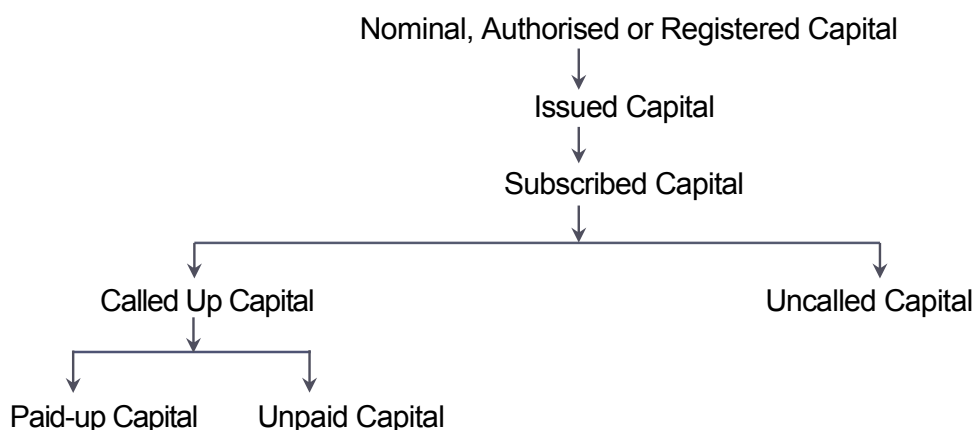 Nominal, Authorised or Registered Capital
Issued Capital
Subscribed Capital
Called Up Capital
Uncalled Capital
Paid-up Capital
Unpaid Capital